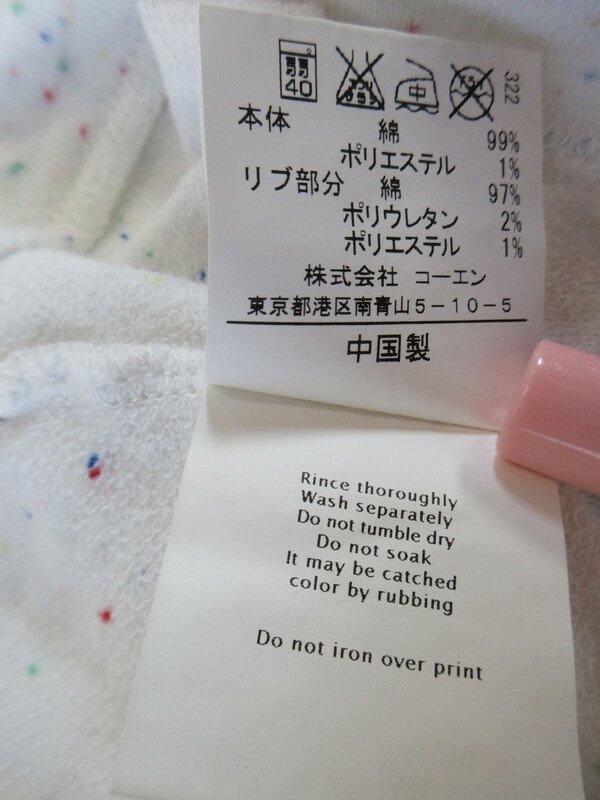 40
中
322
本体
綿 99%
ポリエステル 1%
リブ部分 綿 97%
ポリウレタン 2%
ポリエステル 1%
株式会社 コーエン
東京都港区南青山5-10-5
中国製
Rince thoroughly
Wash separately
Do not tumble dry
Do not soak
It may be catched
color by rubbing
Do not iron over print